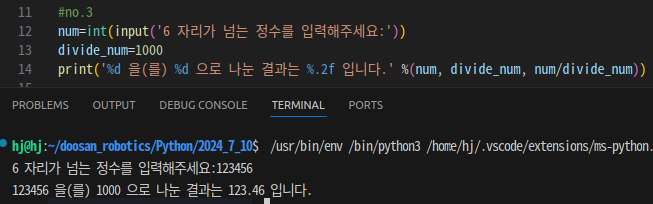 11 #no.3
12 num=int(input('6 자리가 넘는 정수를 입력해주세요:'))
13 divide_num=1000
14 print('%d 을(를) %d 으로 나눈 결과는 %.2f 입니다.' %(num, divide_num, num/divide_num))
PROBLEMS OUTPUT DEBUG CONSOLE TERMINAL PORTS
hj@hj:~/doosan_robotics/Python/2024_7_10$ /usr/bin/env /bin/python3 /home/hj/.vscode/extensions/ms-python.
6 자리가 넘는 정수를 입력해주세요:123456
123456 을(를) 1000 으로 나눈 결과는 123.46 입니다.